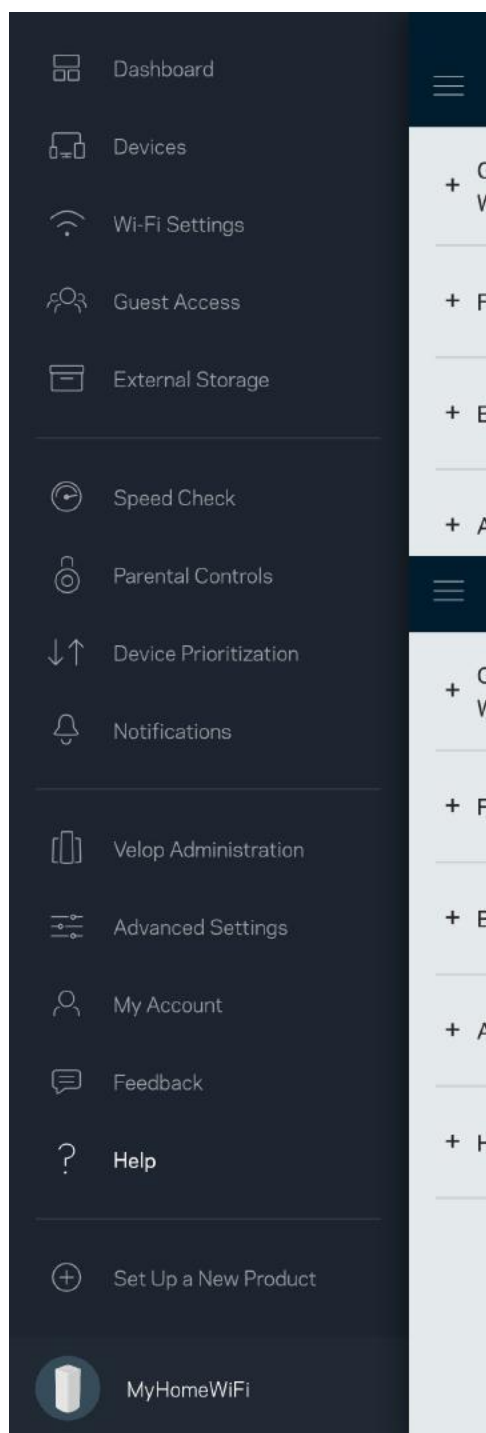 Dashboard
Devices
Wi-Fi Settings
Guest Access
External Storage
Speed Check
Parental Controls
Device Prioritization
Notifications
Velop Administration
Advanced Settings
My Account
Feedback
Help
Set Up a New Product
MyHomeWiFi